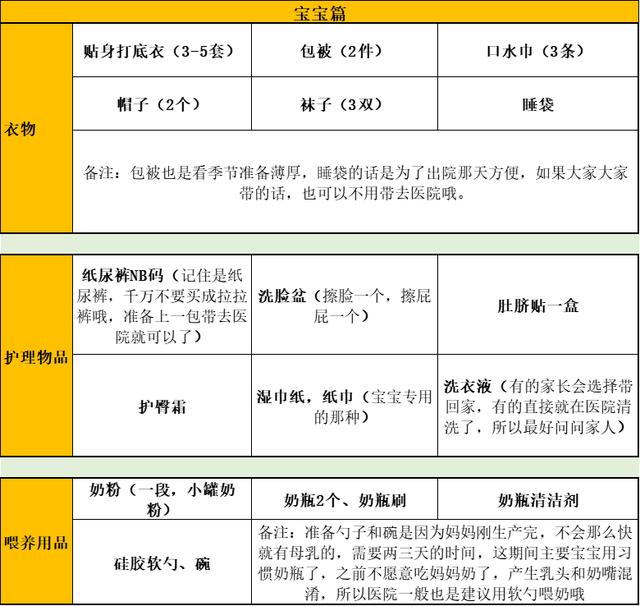 宝宝篇
衣物
贴身打底衣（3-5套）
包被（2件）
口水巾（3条）
帽子（2个）
袜子（3双）
睡袋
备注：包被也是看季节准备薄厚，睡袋的话是为了出院那天方便，如果大家大家
带的话，也可以不用带去医院哦。
护理物品
纸尿裤NB码（记住是纸
尿裤，千万不要买成拉拉
裤哦，准备上一包带去医
院就可以了）
洗脸盆（擦脸一个，擦屁
屁一个）
肚脐贴一盒
护臀霜
湿巾纸，纸巾（宝宝专用
的那种）
洗衣液（有的家长会选择带
回家，有的直接就在医院清
洗了，所以最好问问家人）
喂养用品
奶粉（一段，小罐奶
粉）
奶瓶2个、奶瓶刷
奶瓶清洁剂
硅胶软勺、碗
备注：准备勺子和碗是因为妈妈刚生产完，不会那么快
就有母乳的，需要两三天的时间，这期间主要宝宝用习
惯奶瓶了，之前不愿意吃妈妈奶了，产生乳头和奶嘴混
淆，所以医院一般也是建议用软勺喂奶哦